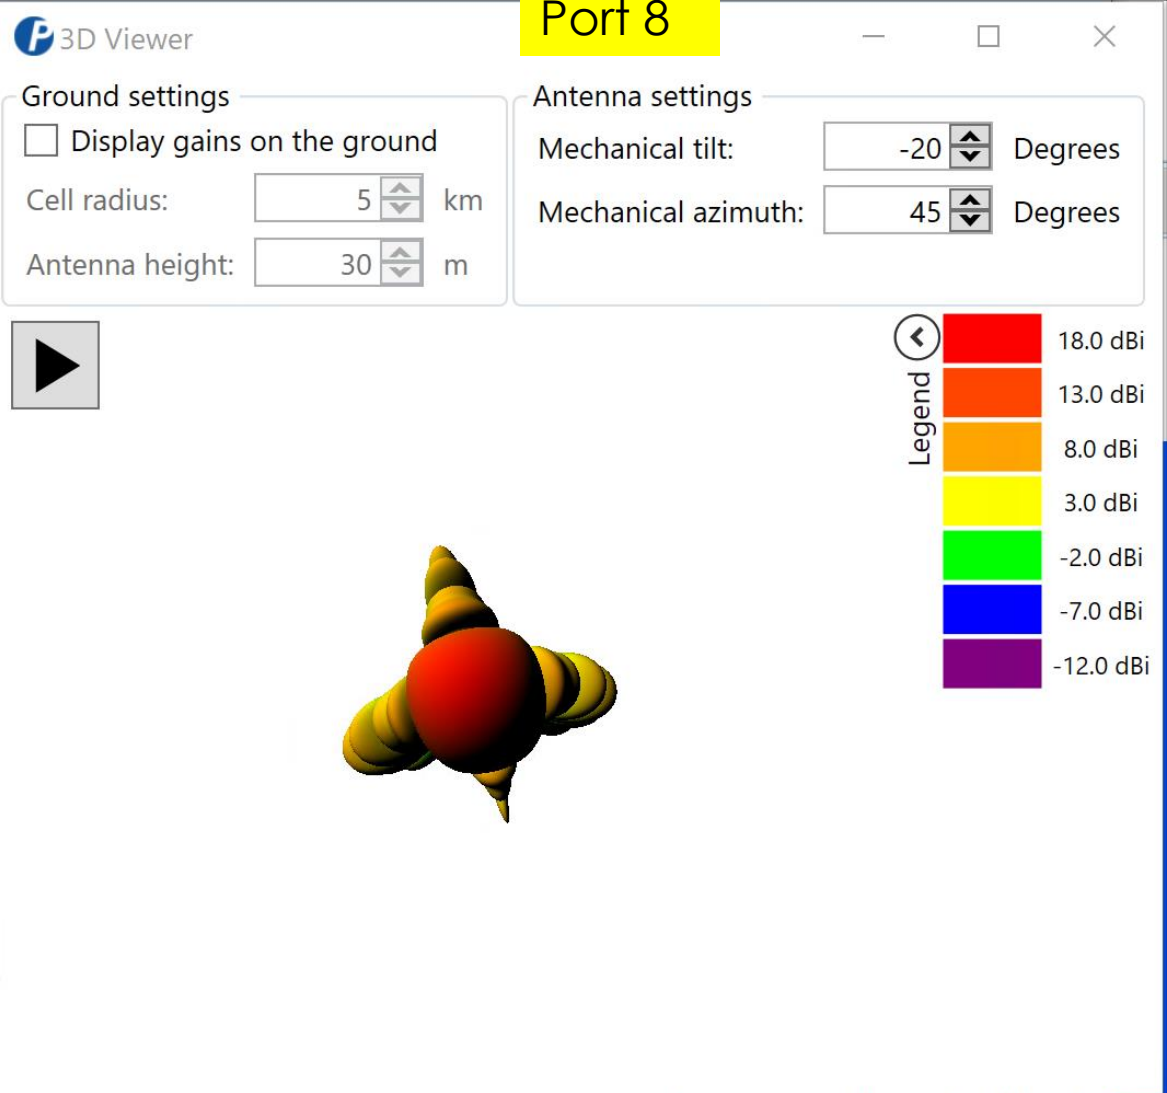 Port 8
3D Viewer
Ground settings
Display gains on the ground
Cell radius: 5 km
Antenna height: 30 m
Antenna settings
Mechanical tilt: -20 Degrees
Mechanical azimuth: 45 Degrees
Legend
18.0 dBi
13.0 dBi
8.0 dBi
3.0 dBi
-2.0 dBi
-7.0 dBi
-12.0 dBi